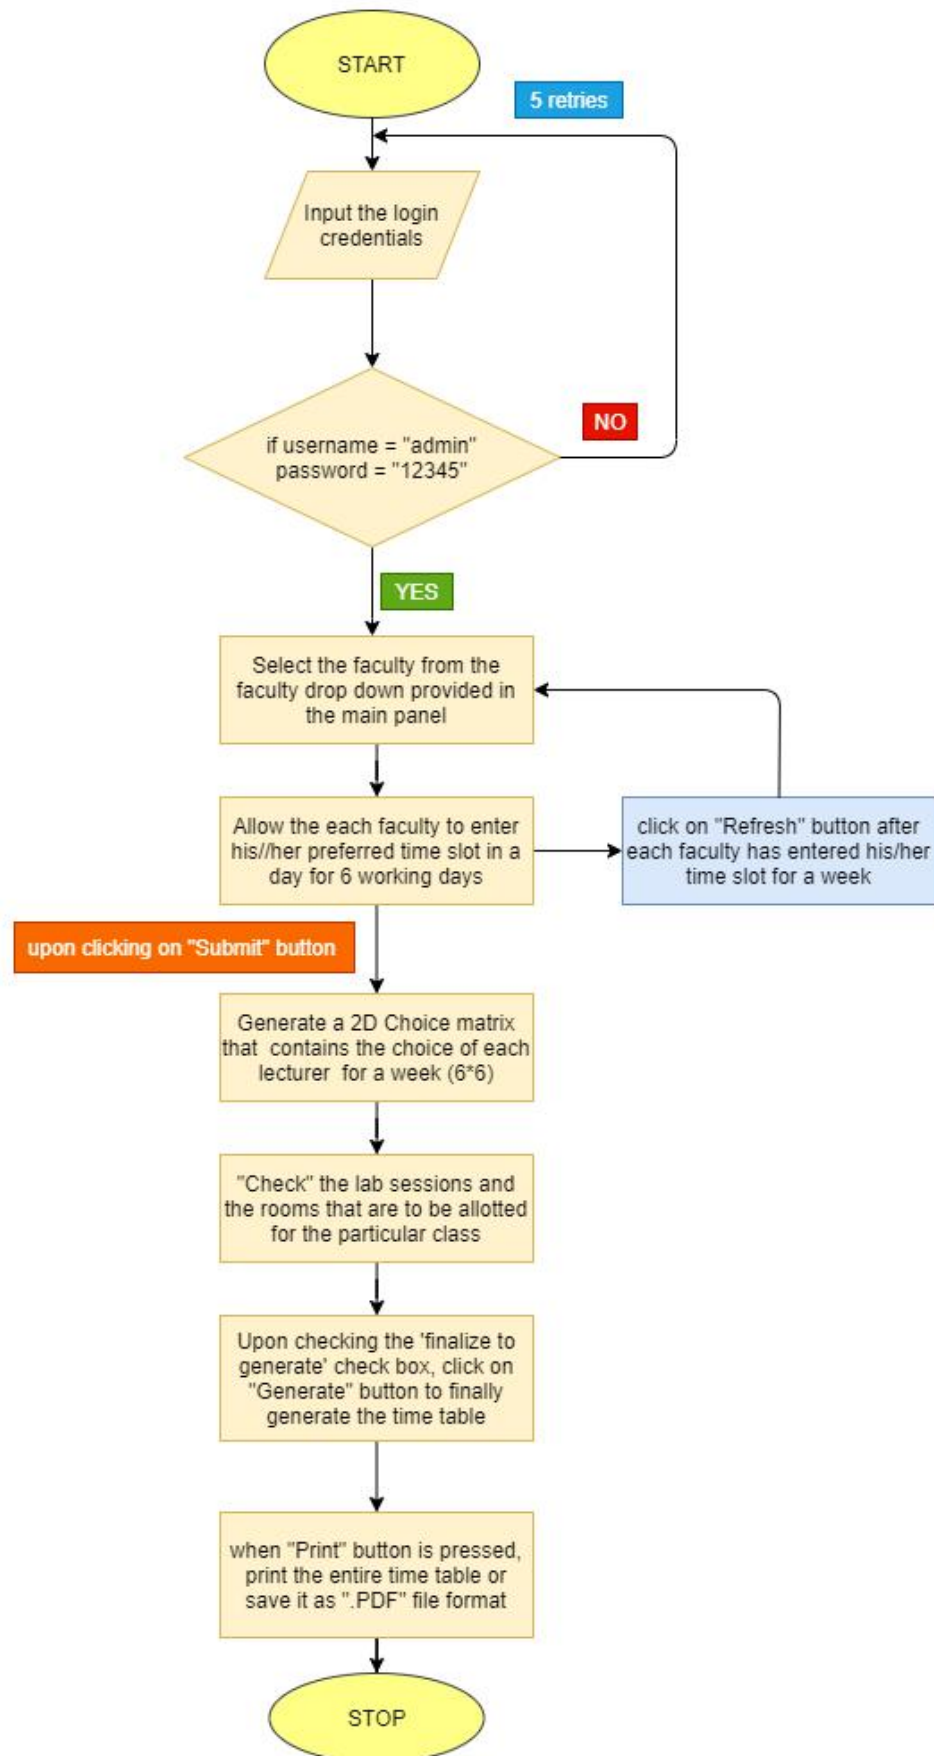 START
5 retries
Input the login
credentials
if username = "admin"
password = "12345"
NO
YES
Select the faculty from the
faculty drop down provided in
the main panel
Allow the each faculty to enter
his//her preferred time slot in a
day for 6 working days
click on "Refresh" button after
each faculty has entered his/her
time slot for a week
upon clicking on "Submit" button
Generate a 2D Choice matrix
that contains the choice of each
lecturer for a week (6*6)
"Check" the lab sessions and
the rooms that are to be allotted
for the particular class
Upon checking the 'finalize to
generate' check box, click on
"Generate" button to finally
generate the time table
when "Print" button is pressed,
print the entire time table or
save it as ".PDF" file format
STOP